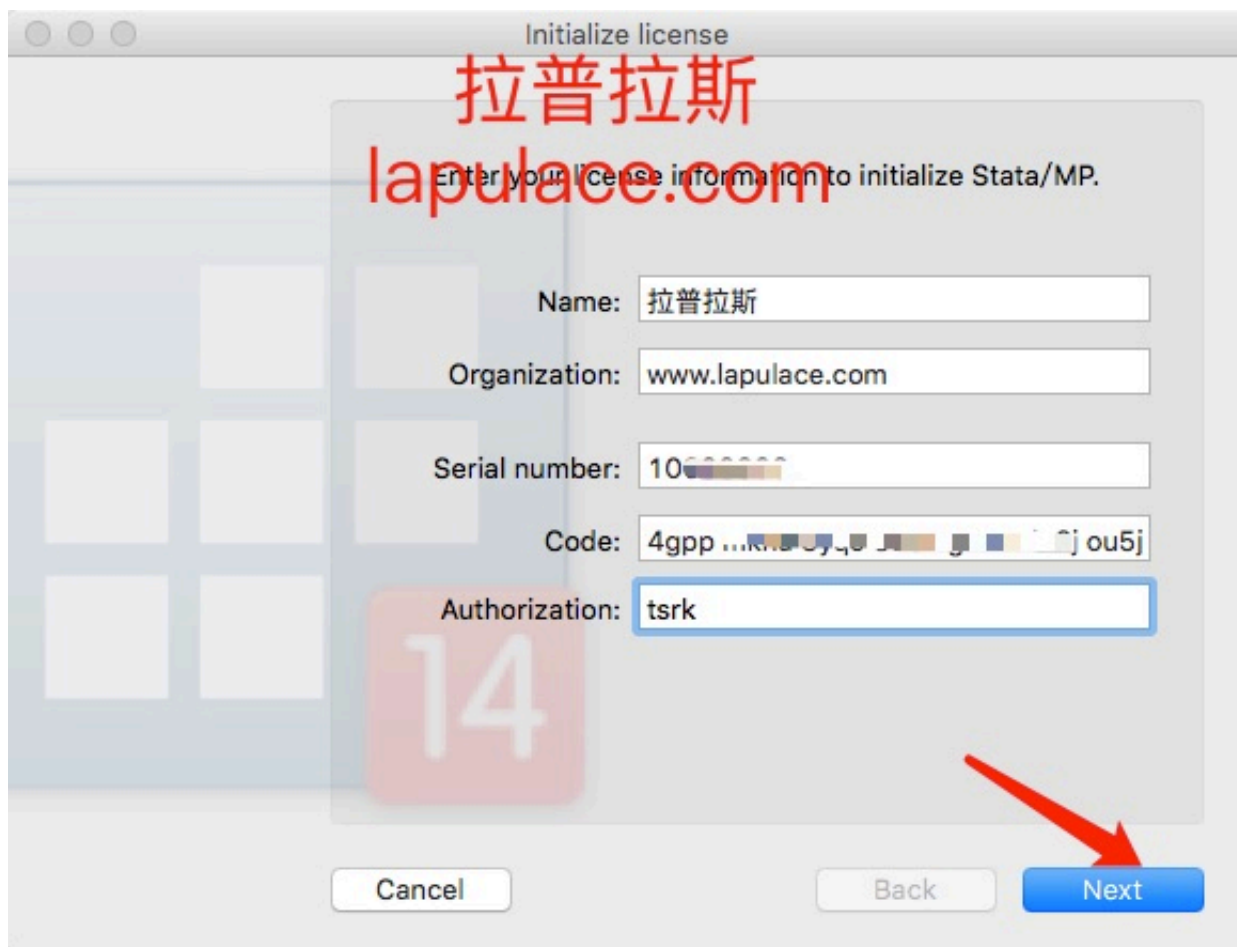 Initialize license
拉普拉斯
lapulace.com
Enter your license information to initialize Stata/MP.
Name: 拉普拉斯
Organization: www.lapulace.com
Serial number: 10
Code: 4gpp ou5j
Authorization: tsrk
14
Cancel Back Next